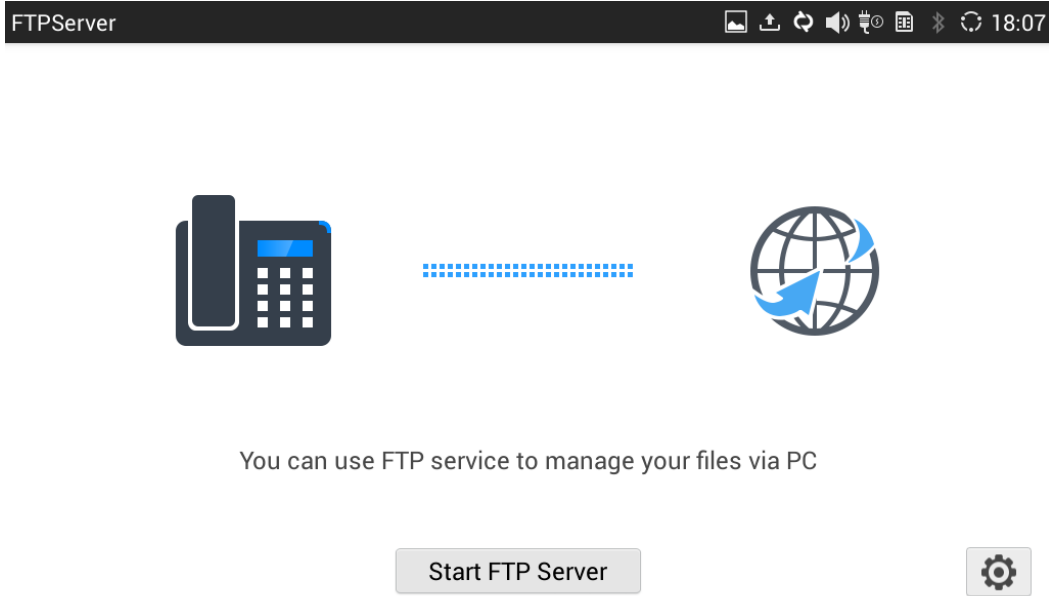 FTPServer 18:07
You can use FTP service to manage your files via PC
Start FTP Server